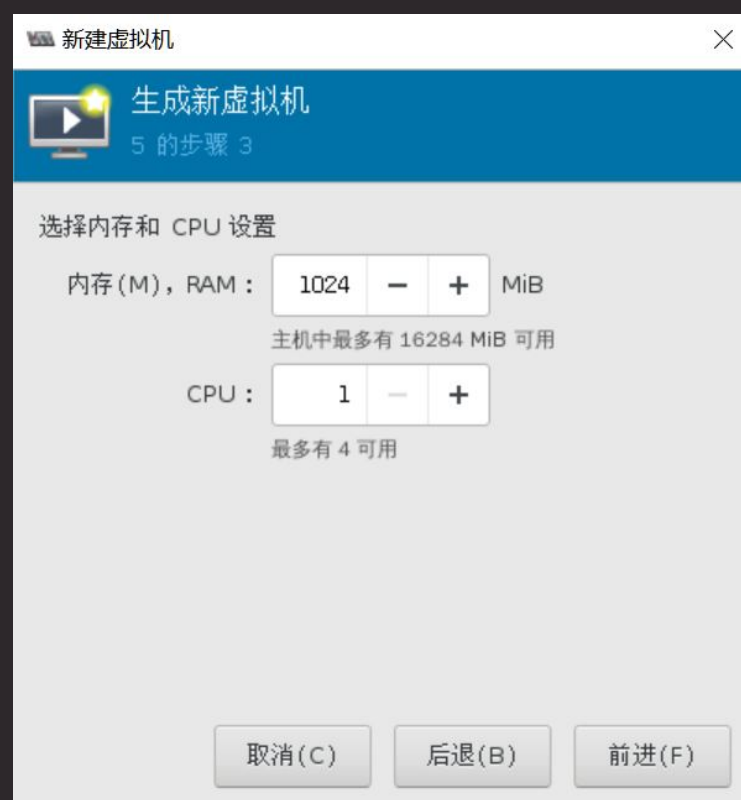 新建虚拟机
生成新虚拟机
5 的步骤 3
选择内存和 CPU 设置
内存(M)，RAM： 1024 − + MiB
主机中最多有 16284 MiB 可用
CPU： 1 − +
最多有 4 可用
取消(C) 后退(B) 前进(F)